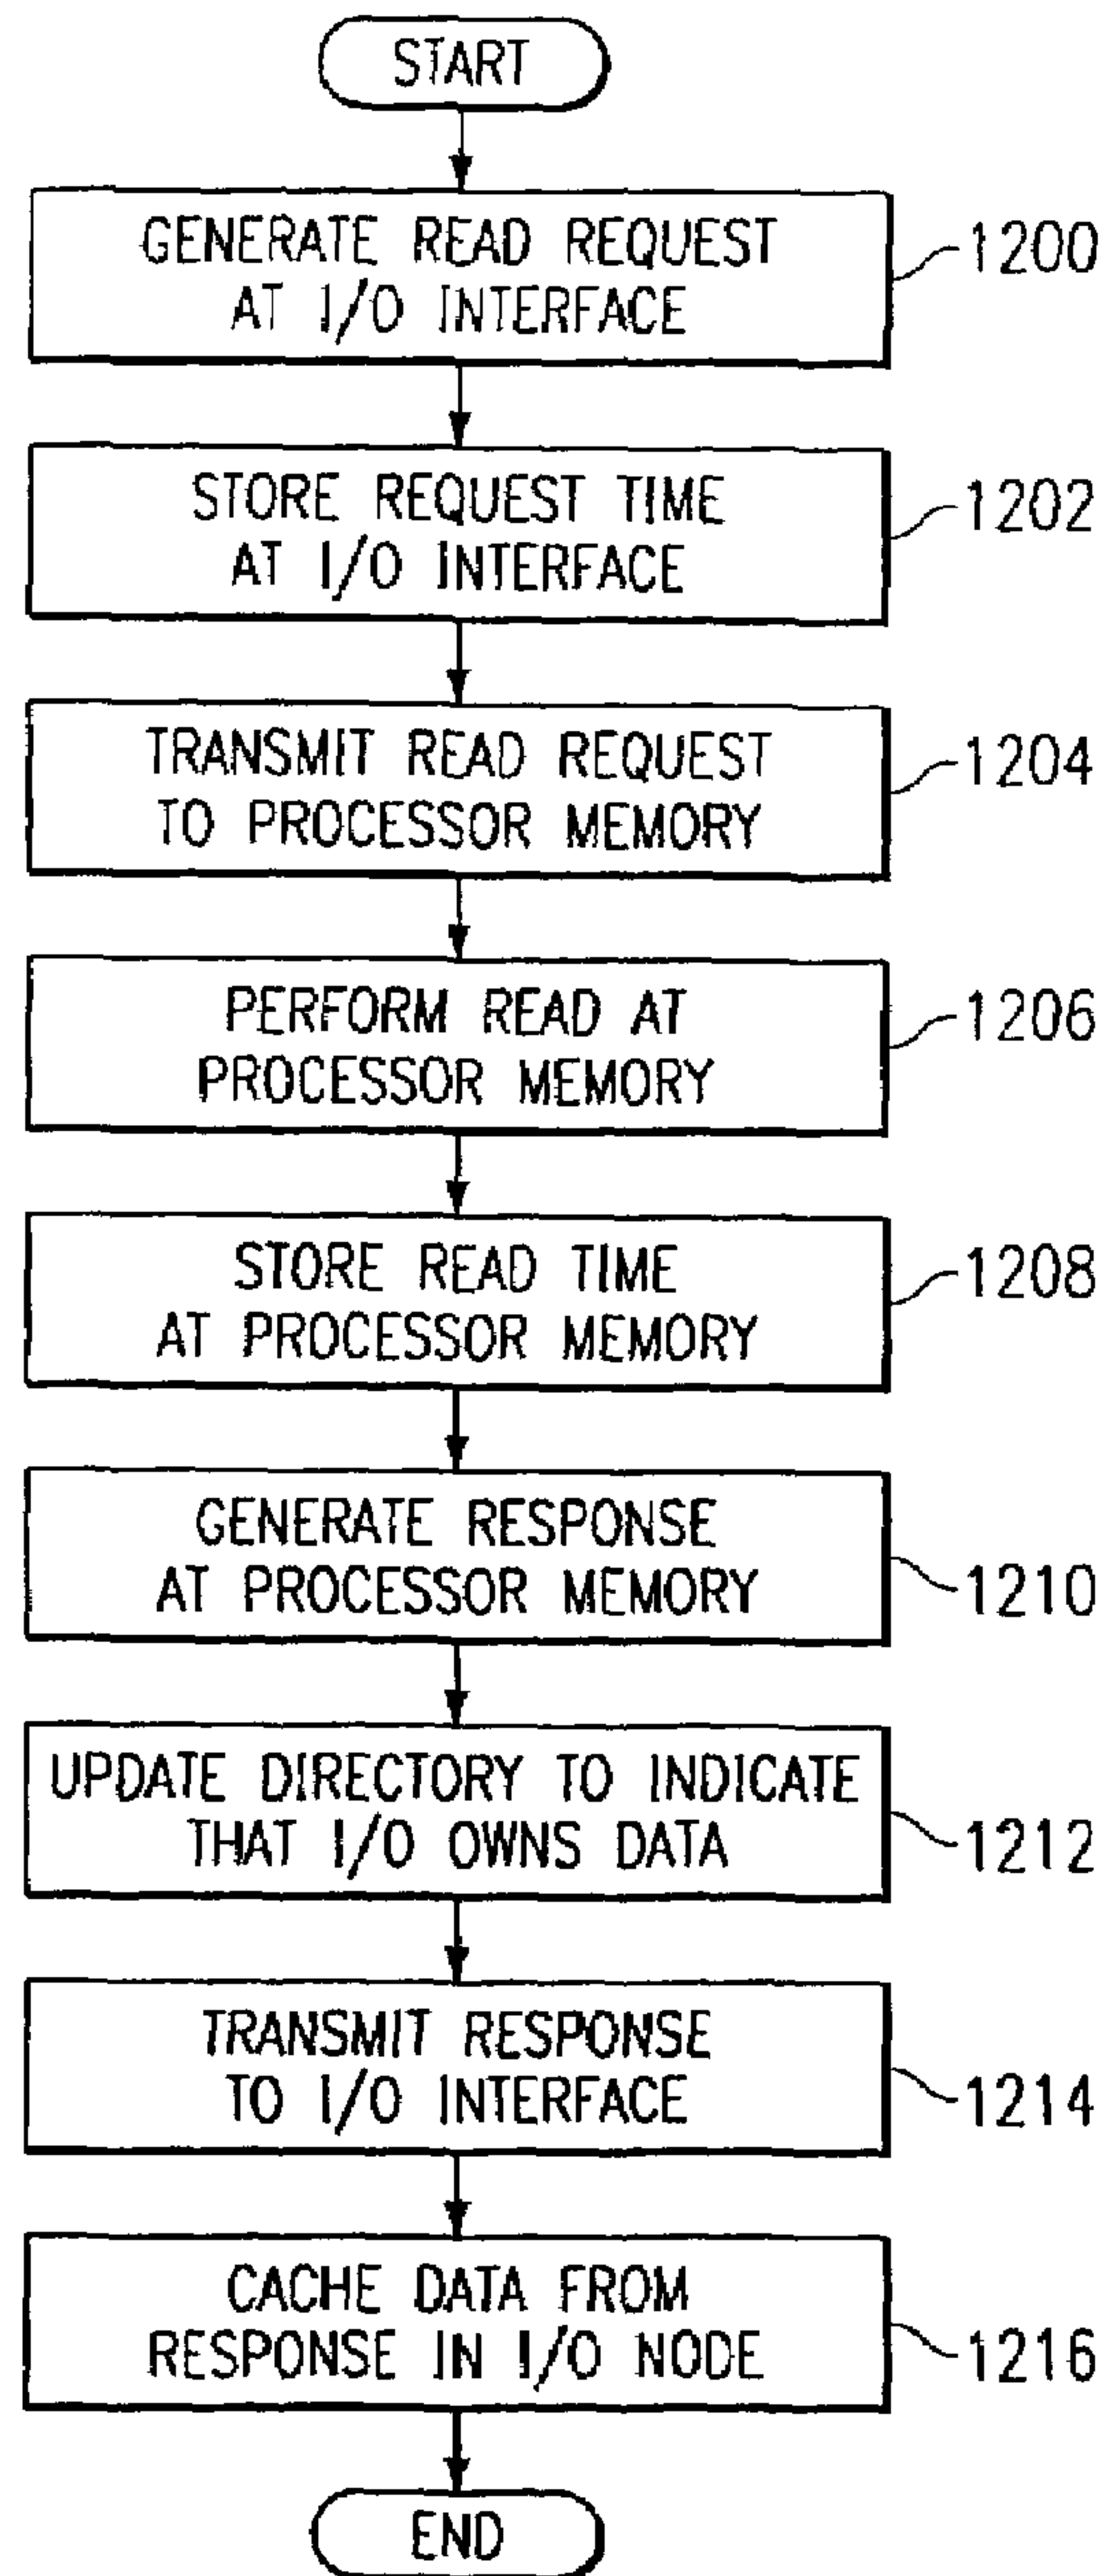 START
GENERATE READ REQUEST
AT I/O INTERFACE
1200
STORE REQUEST TIME
AT I/O INTERFACE
1202
TRANSMIT READ REQUEST
TO PROCESSOR MEMORY
1204
PERFORM READ AT
PROCESSOR MEMORY
1206
STORE READ TIME
AT PROCESSOR MEMORY
1208
GENERATE RESPONSE
AT PROCESSOR MEMORY
1210
UPDATE DIRECTORY TO INDICATE
THAT I/O OWNS DATA
1212
TRANSMIT RESPONSE
TO I/O INTERFACE
1214
CACHE DATA FROM
RESPONSE IN I/O NODE
1216
END